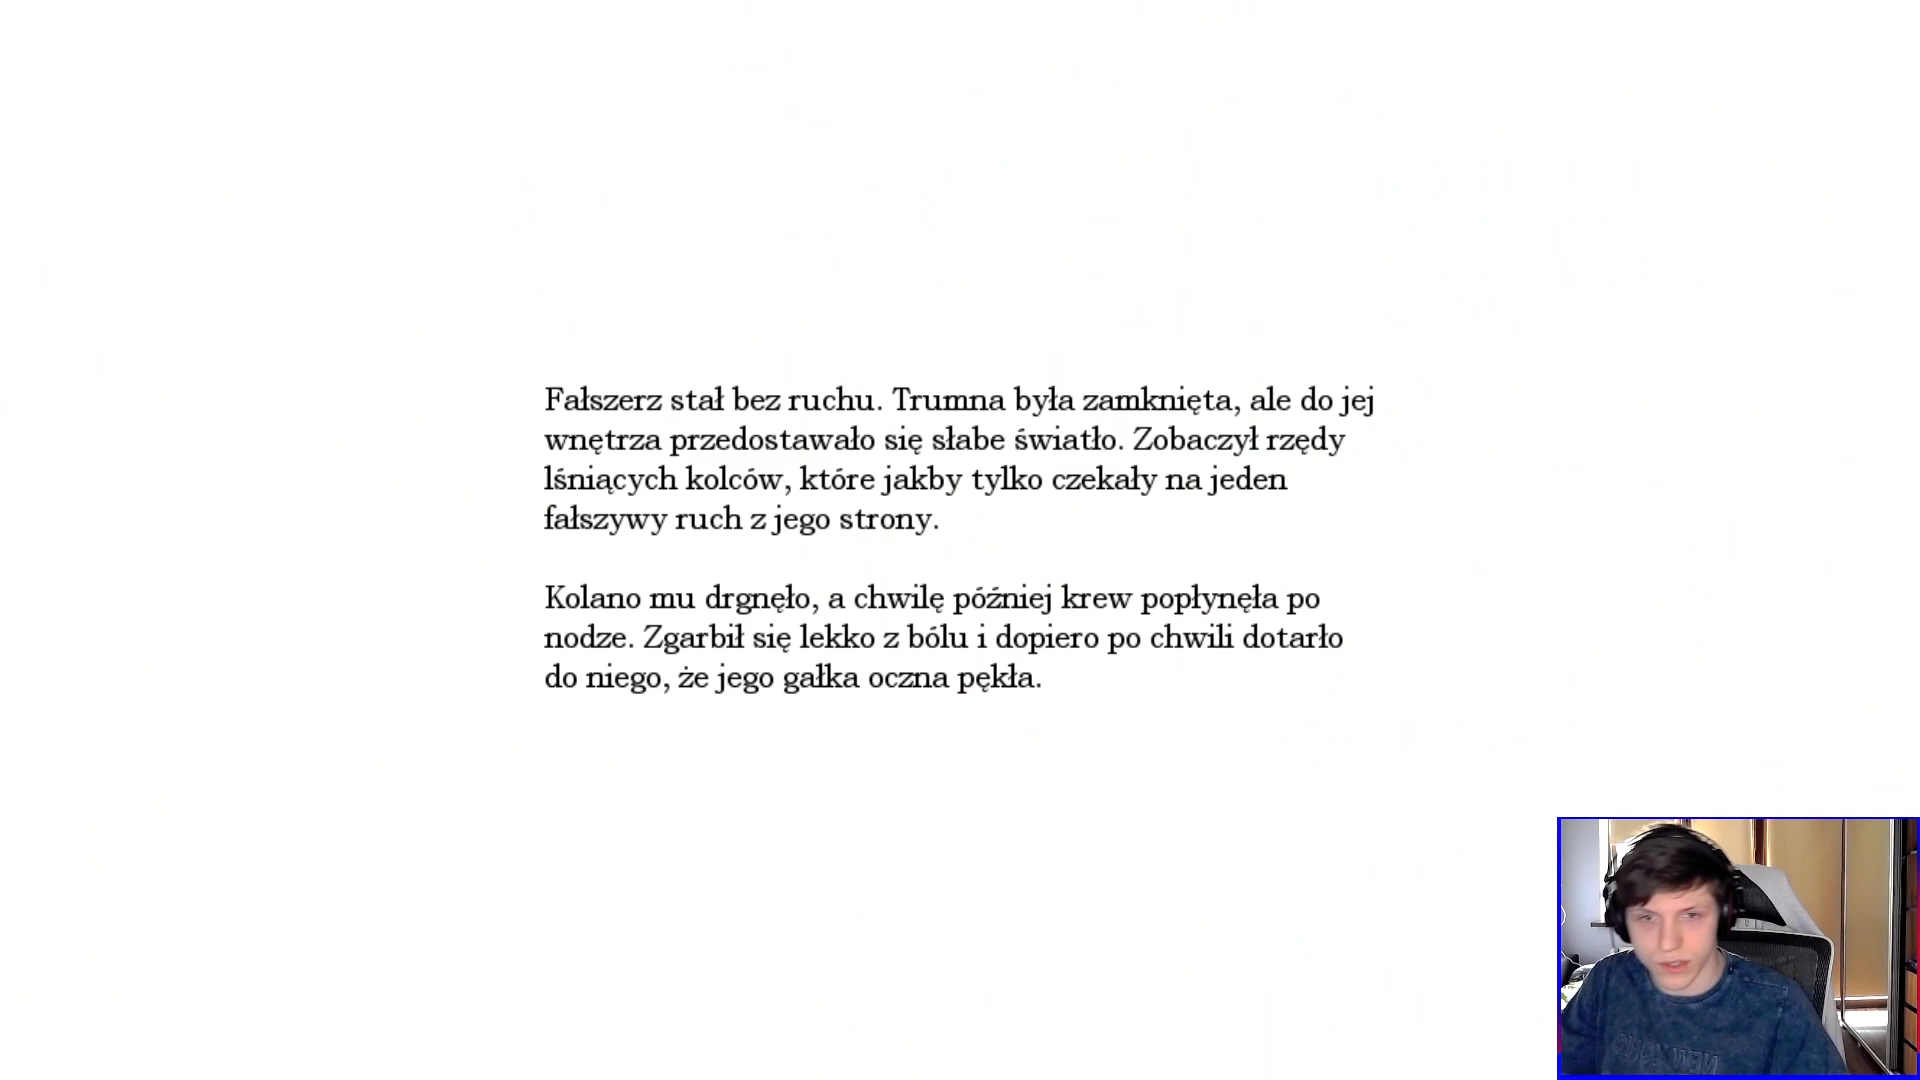 Fałszerz stał bez ruchu. Trumna była zamknięta, ale do jej
wnętrza przedostawało się słabe światło. Zobaczył rzędy
lśniących kolców, które jakby tylko czekały na jeden
fałszywy ruch z jego strony.
Kolano mu drgnęło, a chwilę później krew popłynęła po
nodze. Zgarbił się lekko z bólu i dopiero po chwili dotarło
do niego, że jego gałka oczna pękła.